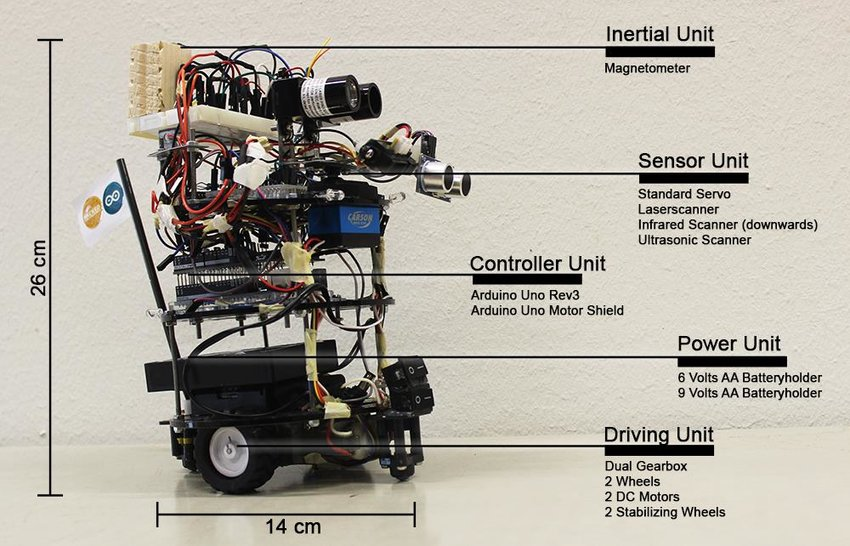 Inertial Unit
Magnetometer
Sensor Unit
Standard Servo
Laserscanner
Infrared Scanner (downwards)
Ultrasonic Scanner
CARSON
26 cm
Controller Unit
Arduino Uno Rev3
Arduino Uno Motor Shield
Power Unit
6 Volts AA Batteryholder
9 Volts AA Batteryholder
Driving Unit
Dual Gearbox
2 Wheels
2 DC Motors
2 Stabilizing Wheels
14 cm